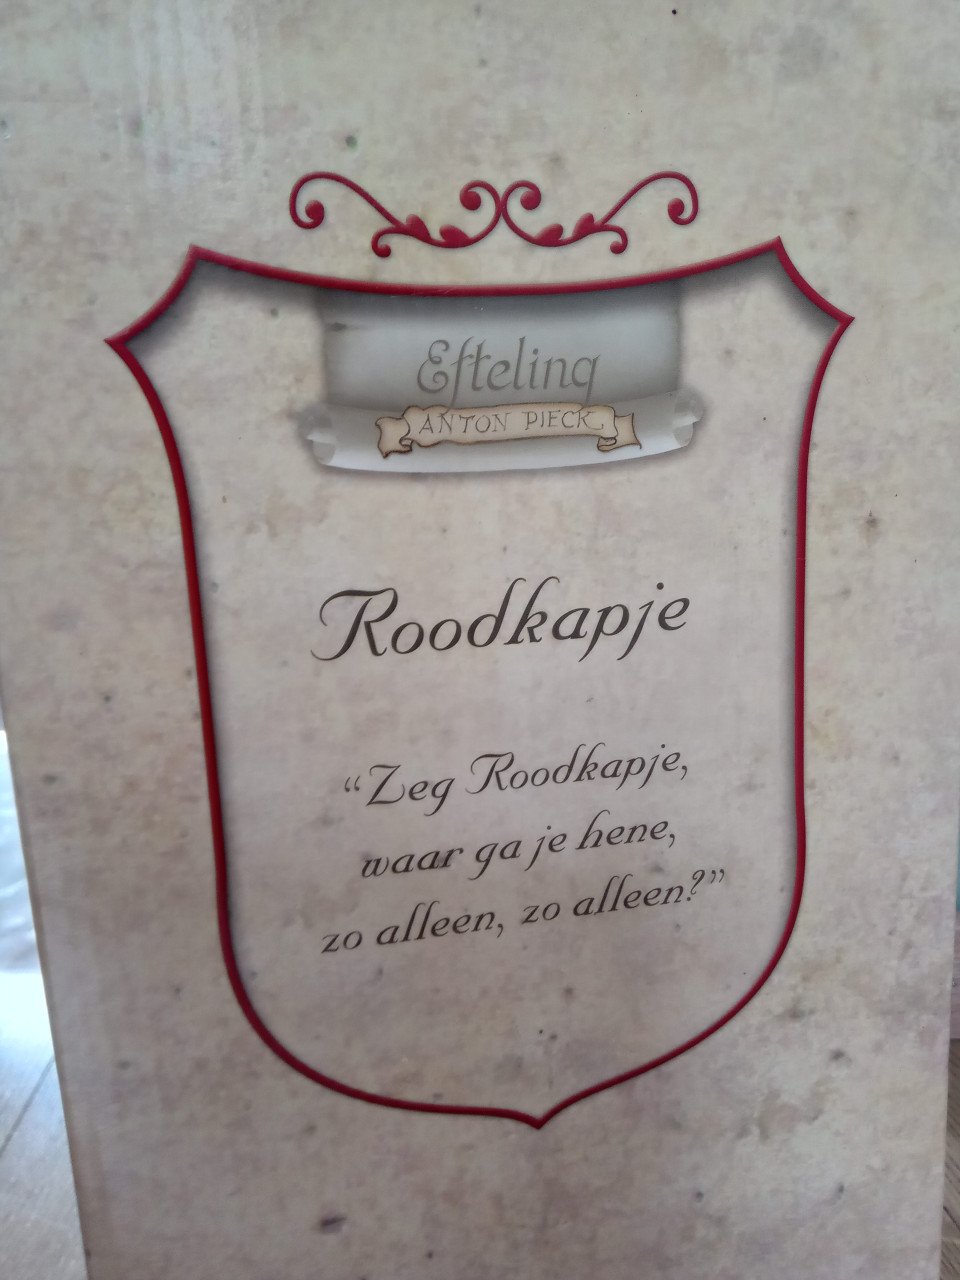 Efteling
ANTON PIECK
Roodkapje
“Zeg Roodkapje,
waar ga je hene,
zo alleen, zo alleen?”